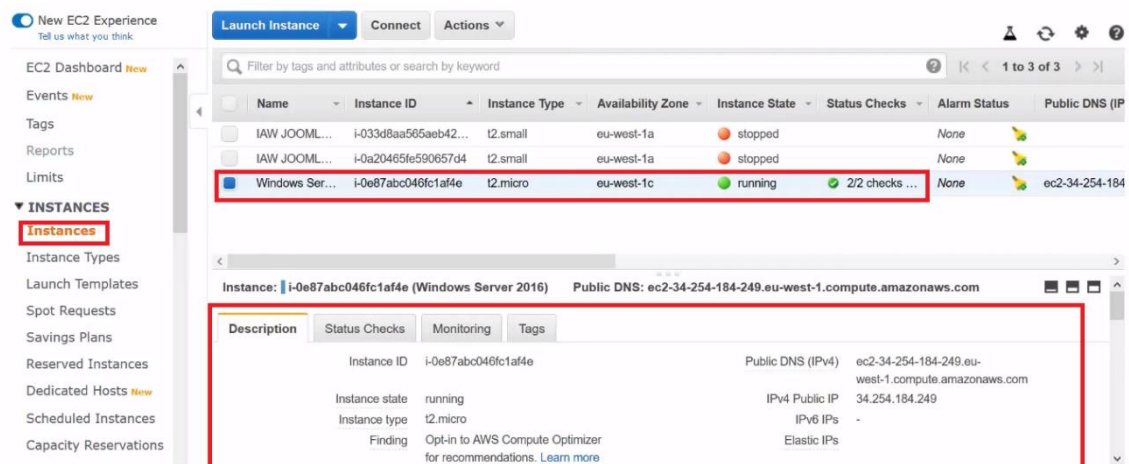 New EC2 Experience
Tell us what you think
EC2 Dashboard New
Events New
Tags
Reports
Limits
INSTANCES
Instances
Instance Types
Launch Templates
Spot Requests
Savings Plans
Reserved Instances
Dedicated Hosts New
Scheduled Instances
Capacity Reservations
Launch Instance Connect Actions
Filter by tags and attributes or search by keyword 1 to 3 of 3
Name Instance ID Instance Type Availability Zone Instance State Status Checks Alarm Status Public DNS (IP
IAW JOOML... i-033d8aa565aeb42... t2.small eu-west-1a stopped None
IAW JOOML... i-0a20465fe590657d4 t2.small eu-west-1a stopped None
Windows Ser... i-0e87abc046fc1af4e t2.micro eu-west-1c running 2/2 checks ... None ec2-34-254-184
Instance: i-0e87abc046fc1af4e (Windows Server 2016) Public DNS: ec2-34-254-184-249.eu-west-1.compute.amazonaws.com
Description Status Checks Monitoring Tags
Instance ID i-0e87abc046fc1af4e
Instance state running
Instance type t2.micro
Finding Opt-in to AWS Compute Optimizer
for recommendations. Learn more
Public DNS (IPv4) ec2-34-254-184-249.eu-
west-1.compute.amazonaws.com
IPv4 Public IP 34.254.184.249
IPv6 IPs -
Elastic IPs